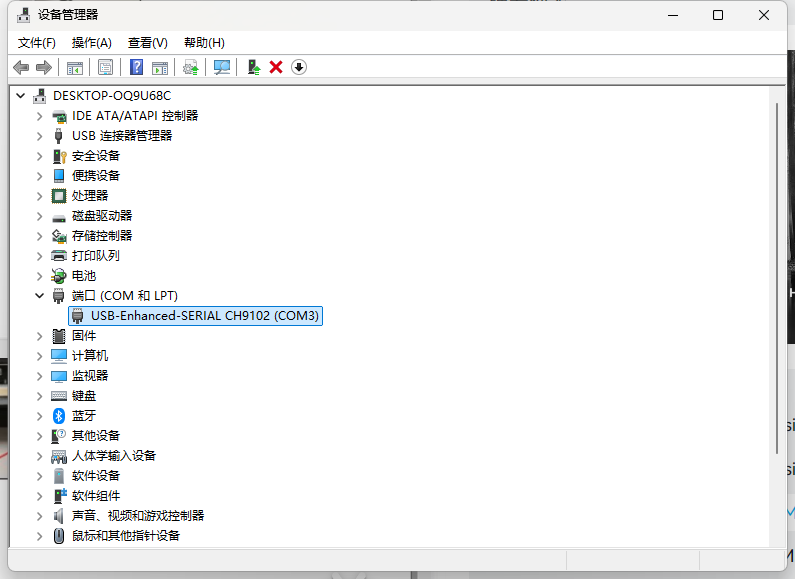 设备管理器
文件(F) 操作(A) 查看(V) 帮助(H)
DESKTOP-OQ9U68C
IDE ATA/ATAPI 控制器
USB 连接器管理器
安全设备
便携设备
处理器
磁盘驱动器
存储控制器
打印队列
电池
端口 (COM 和 LPT)
USB-Enhanced-SERIAL CH9102 (COM3)
固件
计算机
监视器
键盘
蓝牙
其他设备
人体学输入设备
软件设备
软件组件
声音、视频和游戏控制器
鼠标和其他指针设备